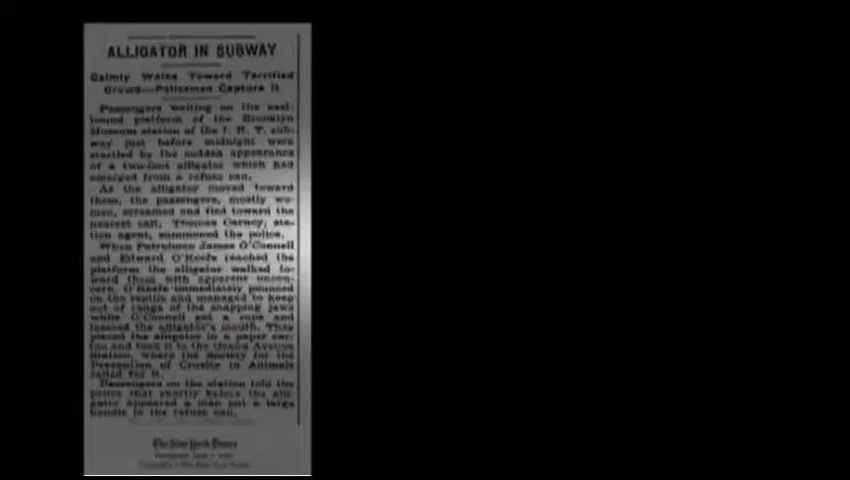 ALLIGATOR IN SUBWAY
Calmly Walks Toward Terrified
Crowd—Policemen Capture It
Passengers waiting on the east-
bound platform of the Brooklyn
Museum station of the I. R. T. sub-
way just before midnight were
startled by the sudden appearance
of a two-foot alligator which had
emerged from a refuse can.
As the alligator moved toward
them, the passengers, mostly wo-
men, screamed and fled toward the
nearest exit. Thomas Carney, sta-
tion agent, summoned the police.
When Patrolmen James O'Connell
and Edward O'Keefe reached the
platform the alligator walked to-
ward them with apparent uncon-
cern. O'Keefe immediately pounced
on the reptile and managed to keep
out of range of the snapping jaws
while O'Connell got a rope and
lassoed the alligator's mouth. They
placed the alligator in a paper car-
ton and took it to the Grand Avenue
station, where the Society for the
Prevention of Cruelty to Animals
called for it.
Passengers on the station told the
police that shortly before the alli-
gator appeared a man put a large
bundle in the refuse can.
The New York Times